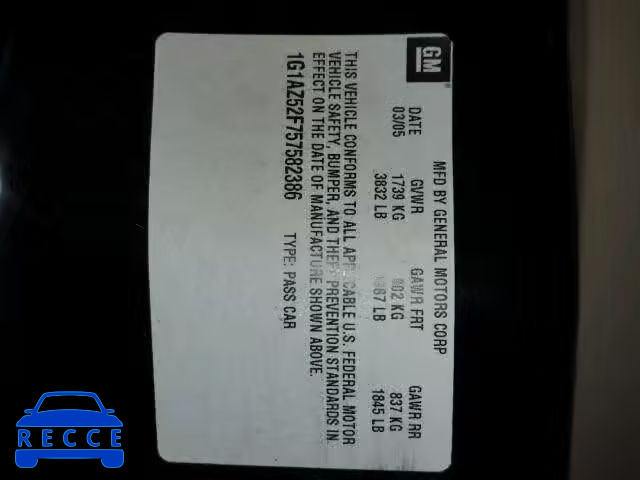 GM
MFD BY GENERAL MOTORS CORP
DATE GVWR GAWR FRT GAWR RR
03/05 1739 KG 902 KG 837 KG
3832 LB 1987 LB 1845 LB
THIS VEHICLE CONFORMS TO ALL APPLICABLE U.S. FEDERAL MOTOR
VEHICLE SAFETY, BUMPER, AND THEFT PREVENTION STANDARDS IN
EFFECT ON THE DATE OF MANUFACTURE SHOWN ABOVE.
1G1AZ52F757582386 TYPE: PASS CAR
RECCE